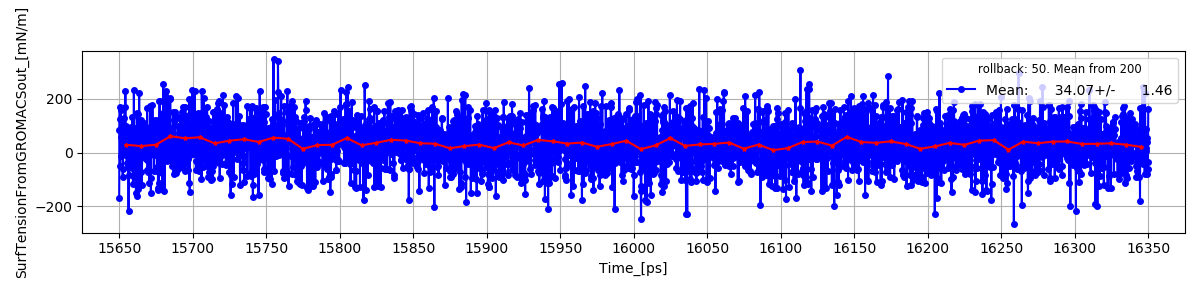 SurfTensionFromGROMACSout_[mN/m]
200
0
−200
rollback: 50. Mean from 200
Mean: 34.07+/- 1.46
15650 15700 15750 15800 15850 15900 15950 16000 16050 16100 16150 16200 16250 16300 16350
Time_[ps]